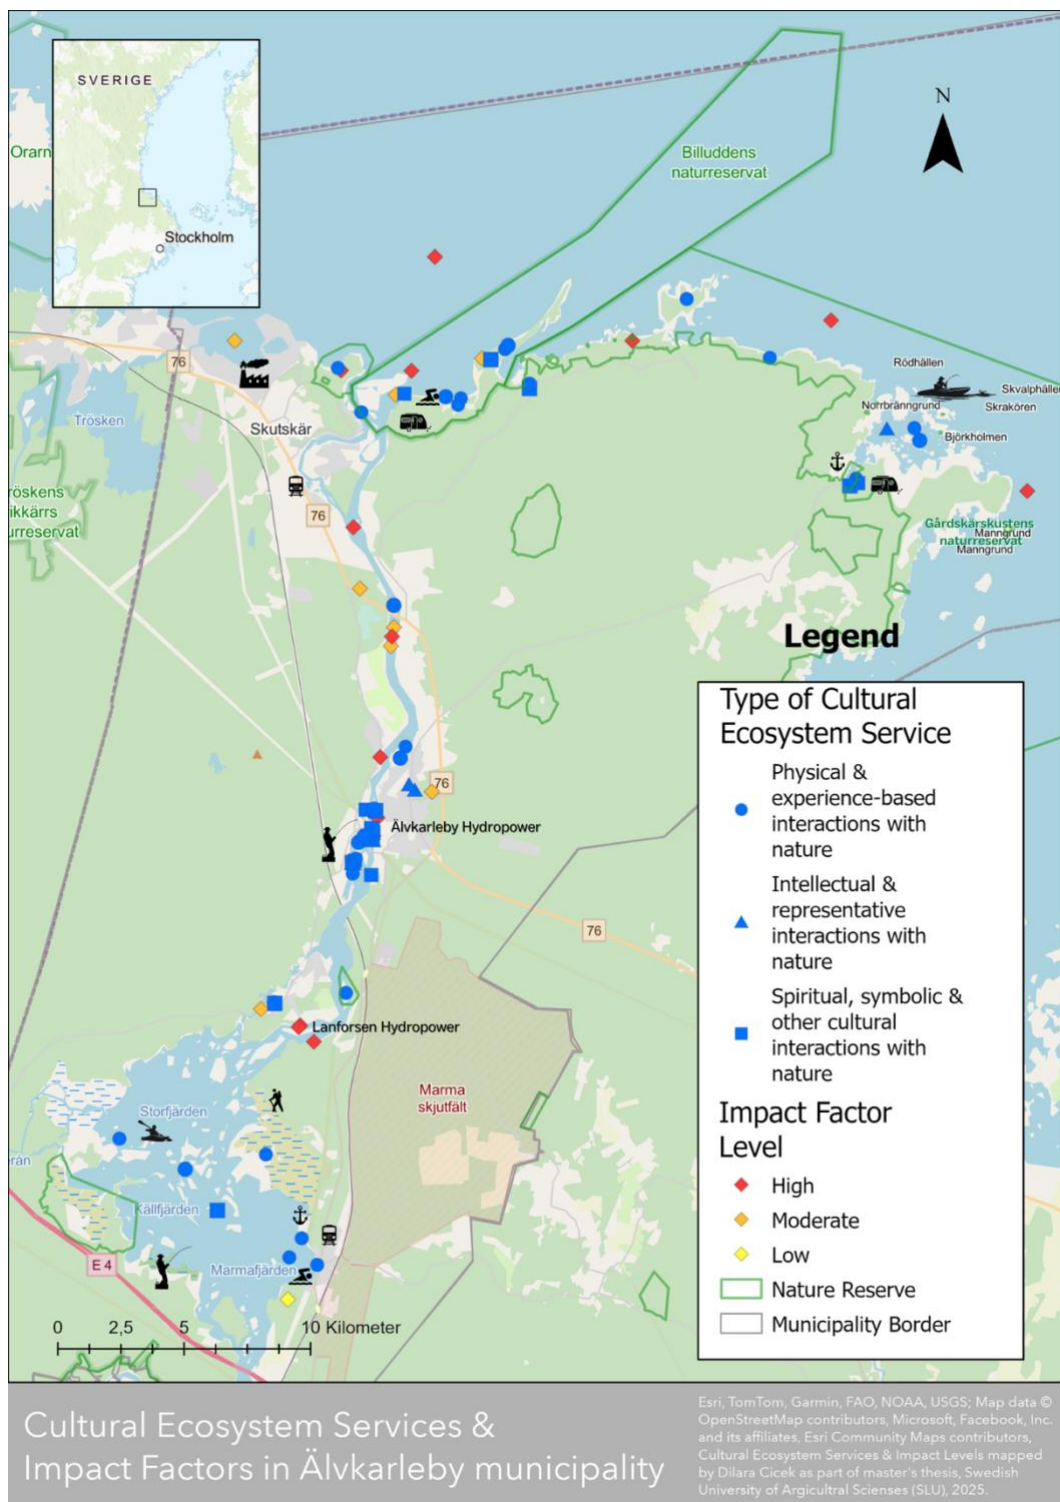 SVERIGE
Stockholm
Orarn
N
Billuddens
naturreservat
76
Skutskär
Trösken
röskens
ikkärrs
urreservat
76
Rödhällen
Skvalphällen
Norrbränngrund
Skrakören
Björkholmen
Gårdskärskustens
naturreservat
Manngrund
Manngrund
76
Älvkarleby Hydropower
76
Lanforsen Hydropower
Marma
skjutfält
Storfjärden
erån
Källfjärden
Marmafjärden
E 4
0 2,5 5 10 Kilometer
Legend
Type of Cultural
Ecosystem Service
Physical &
experience-based
interactions with
nature
Intellectual &
representative
interactions with
nature
Spiritual, symbolic &
other cultural
interactions with
nature
Impact Factor
Level
High
Moderate
Low
Nature Reserve
Municipality Border
Cultural Ecosystem Services &
Impact Factors in Älvkarleby municipality
Esri, TomTom, Garmin, FAO, NOAA, USGS; Map data ©
OpenStreetMap contributors, Microsoft, Facebook, Inc.
and its affiliates, Esri Community Maps contributors,
Cultural Ecosystem Services & Impact Levels mapped
by Dilara Cicek as part of master's thesis, Swedish
University of Argicultral Scienses (SLU), 2025.